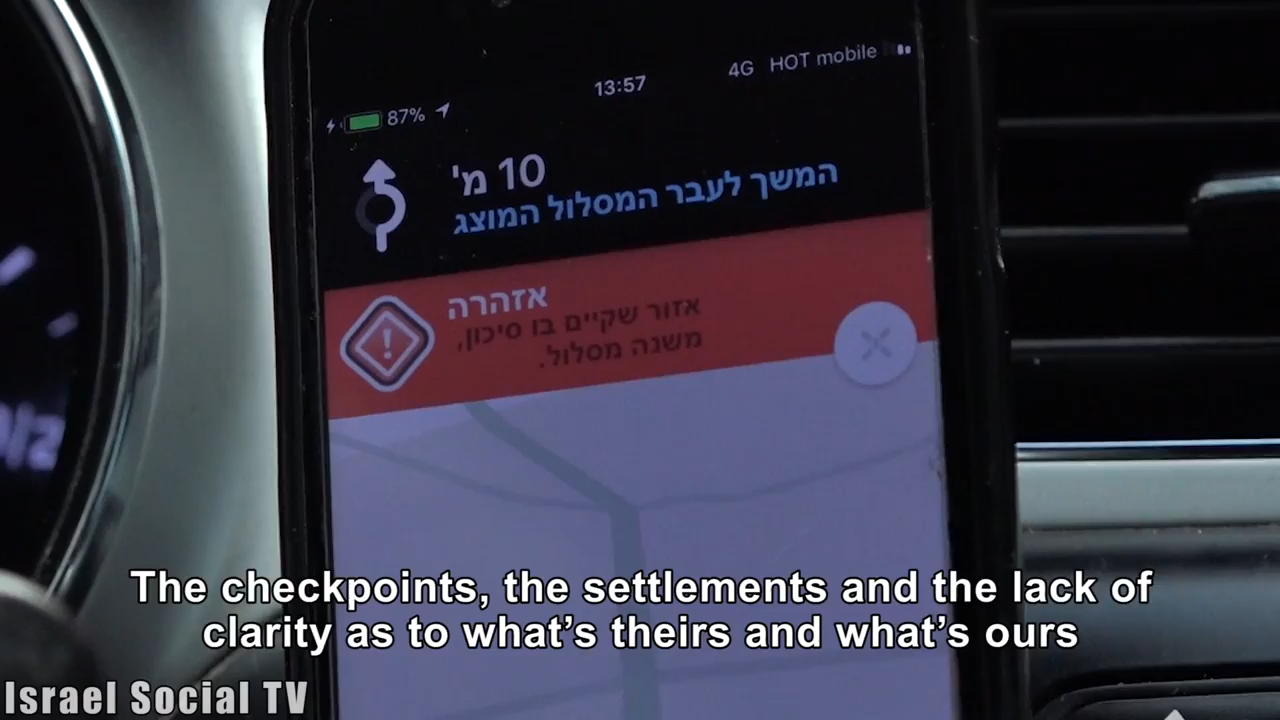 13:57
4G HOT mobile
87%
10 מ'
המשך לעבר המסלול המוצג
אזהרה
אזור שקיים בו סיכון,
משנה מסלול.
The checkpoints, the settlements and the lack of
clarity as to what's theirs and what's ours
Israel Social TV